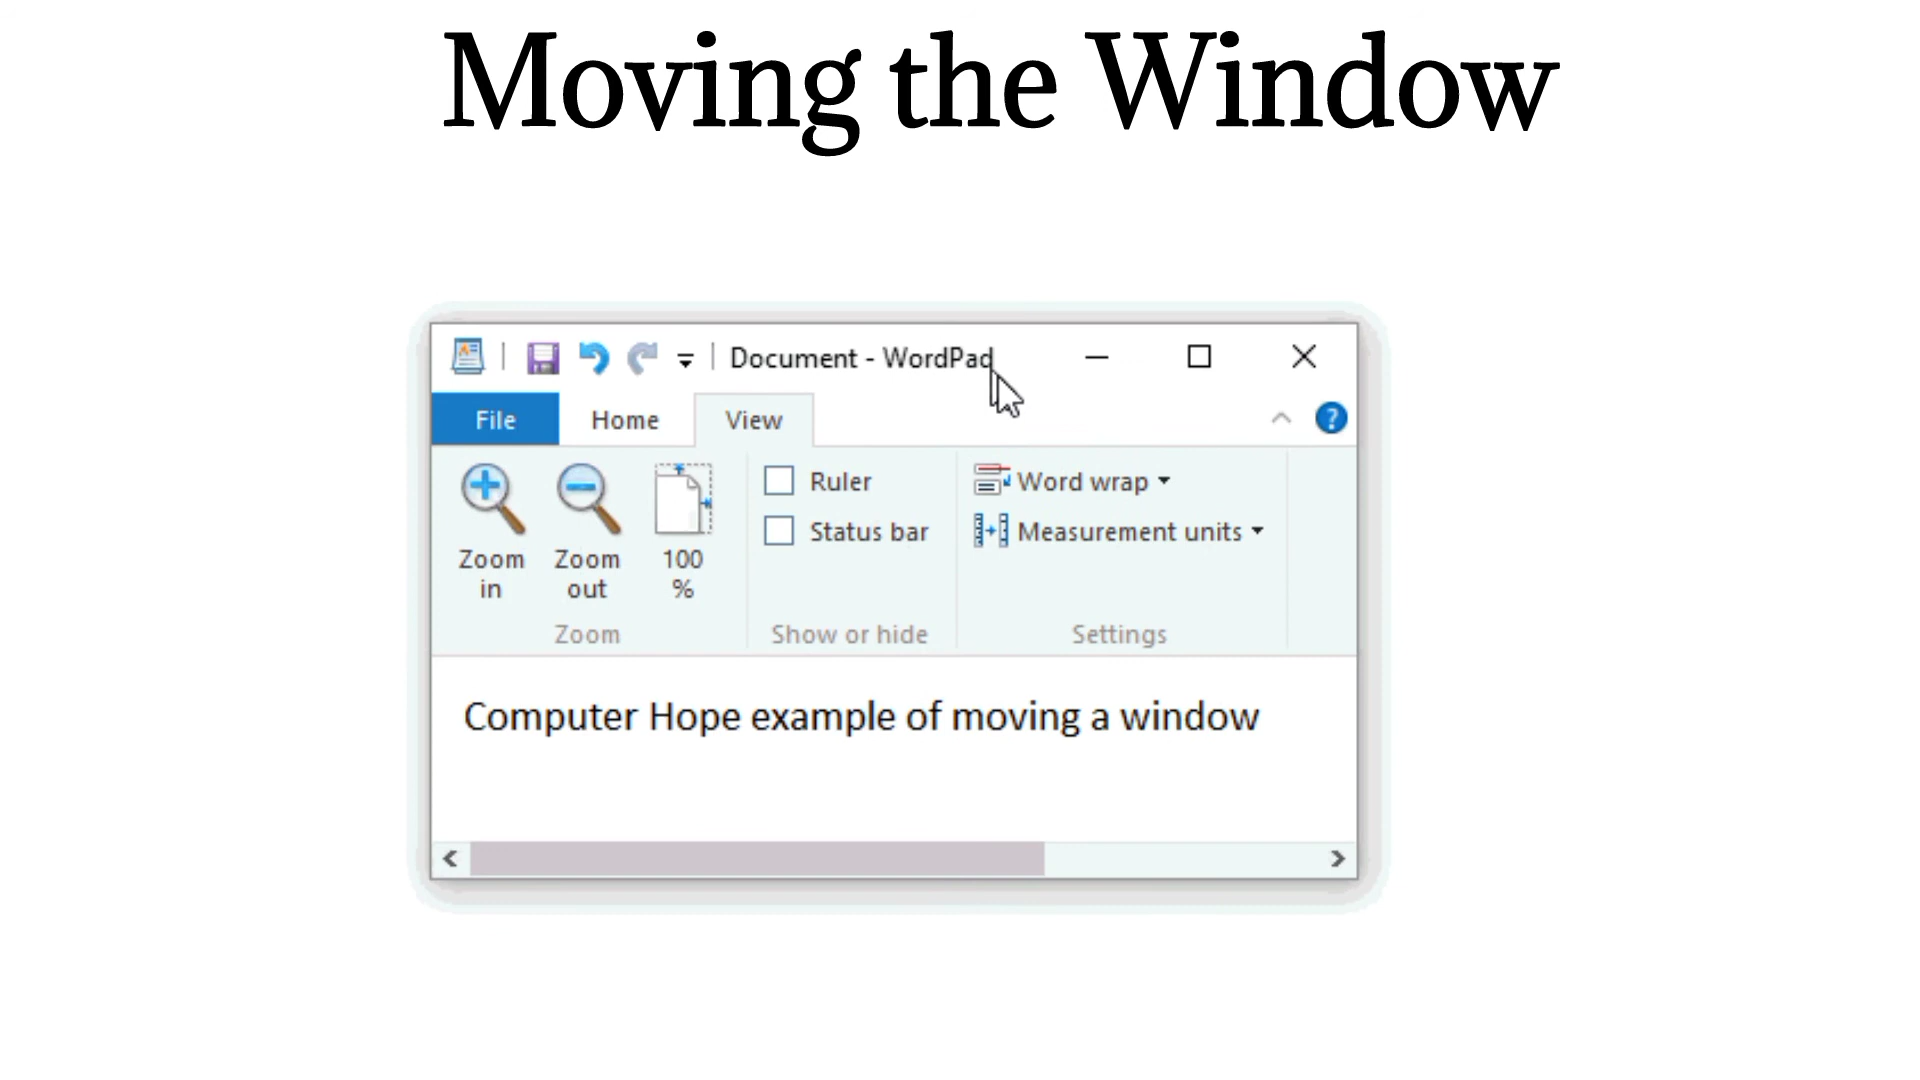 Moving the Window
Document - WordPad
File Home View
?
Ruler Word wrap
Status bar Measurement units
Zoom in Zoom out 100 %
Zoom Show or hide Settings
Computer Hope example of moving a window